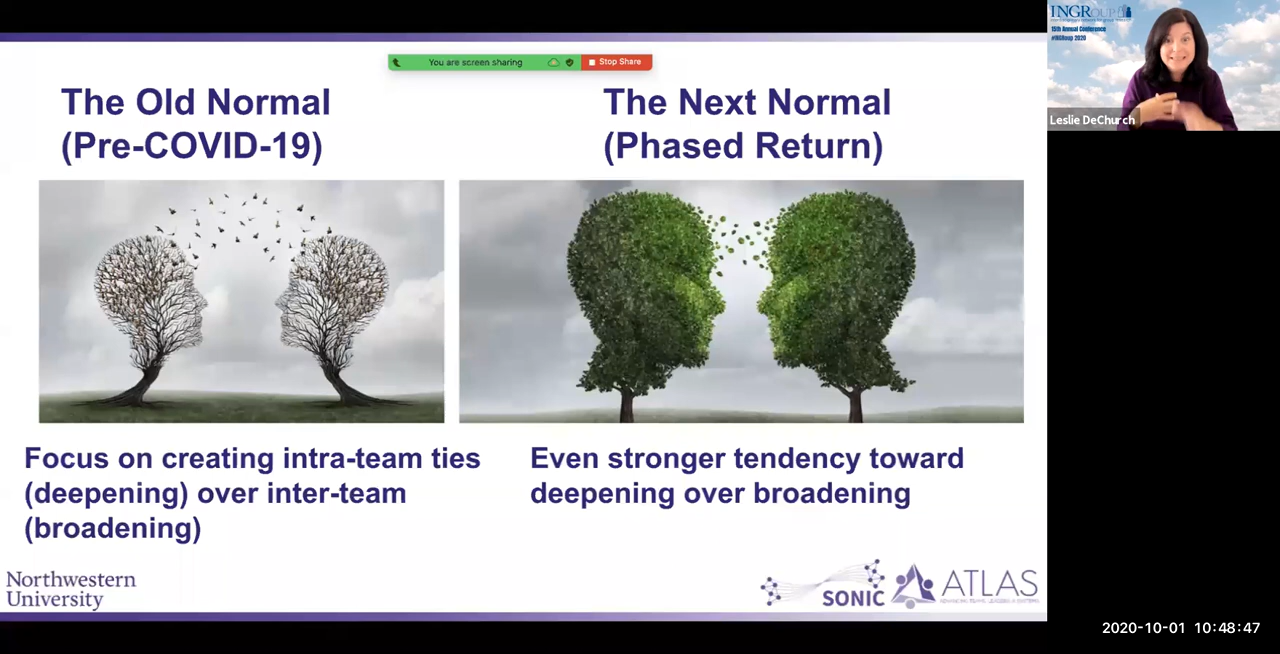 You are screen sharing
Stop Share
The Old Normal
(Pre-COVID-19)
The Next Normal
(Phased Return)
Focus on creating intra-team ties
(deepening) over inter-team
(broadening)
Even stronger tendency toward
deepening over broadening
Northwestern
University
SONIC
ATLAS
INGRoup
15th Annual Conference
#INGRoup 2020
Leslie DeChurch
2020-10-01 10:48:47